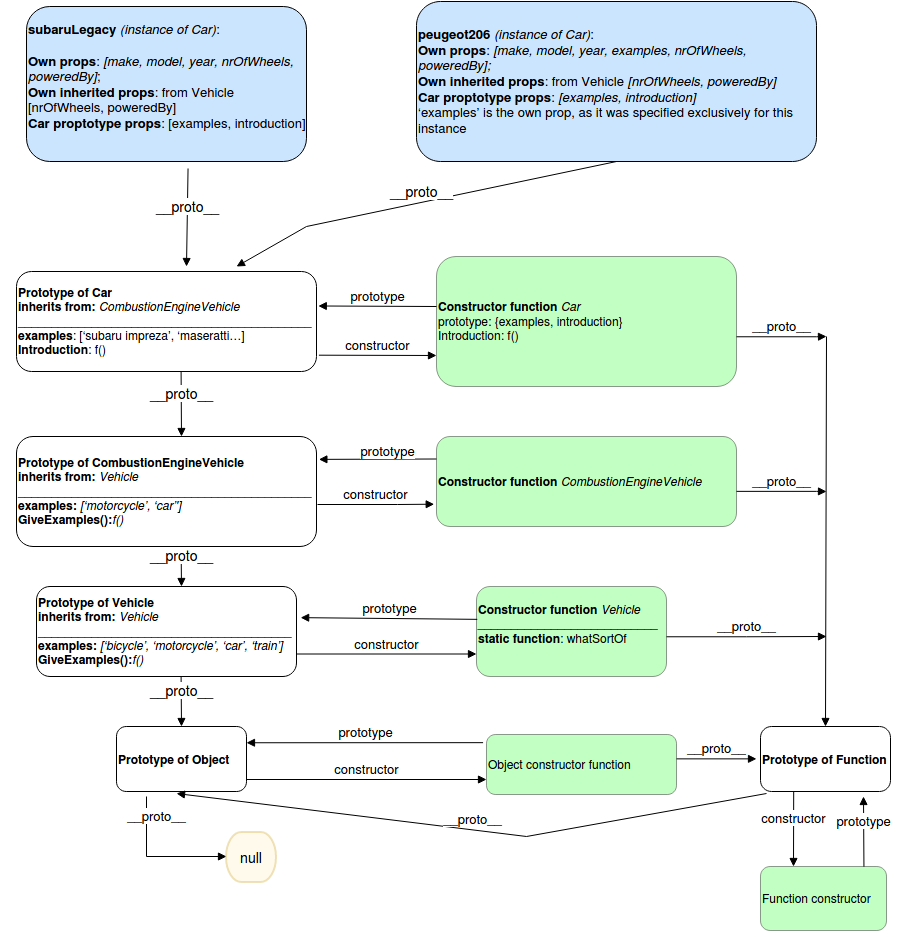 subaruLegacy (instance of Car):
Own props: [make, model, year, nrOfWheels,
poweredBy];
Own inherited props: from Vehicle
[nrOfWheels, poweredBy]
Car proptotype props: [examples, introduction]
peugeot206 (instance of Car):
Own props: [make, model, year, examples, nrOfWheels,
poweredBy];
Own inherited props: from Vehicle [nrOfWheels, poweredBy]
Car proptotype props: [examples, introduction]
‘examples’ is the own prop, as it was specified exclusively for this
instance
__proto__
__proto__
Prototype of Car
inherits from: CombustionEngineVehicle
examples: [‘subaru impreza’, ‘maseratti…]
Introduction: f()
prototype
constructor
Constructor function Car
prototype: {examples, introduction}
Introduction: f()
__proto__
__proto__
Prototype of CombustionEngineVehicle
inherits from: Vehicle
examples: [‘motorcycle’, ‘car”]
GiveExamples():f()
prototype
constructor
Constructor function CombustionEngineVehicle
__proto__
__proto__
Prototype of Vehicle
inherits from: Vehicle
examples: [‘bicycle’, ‘motorcycle’, ‘car’, ‘train’]
GiveExamples():f()
prototype
constructor
Constructor function Vehicle
static function: whatSortOf
__proto__
__proto__
Prototype of Object
prototype
constructor
Object constructor function
__proto__
Prototype of Function
__proto__
__proto__
constructor
prototype
null
Function constructor